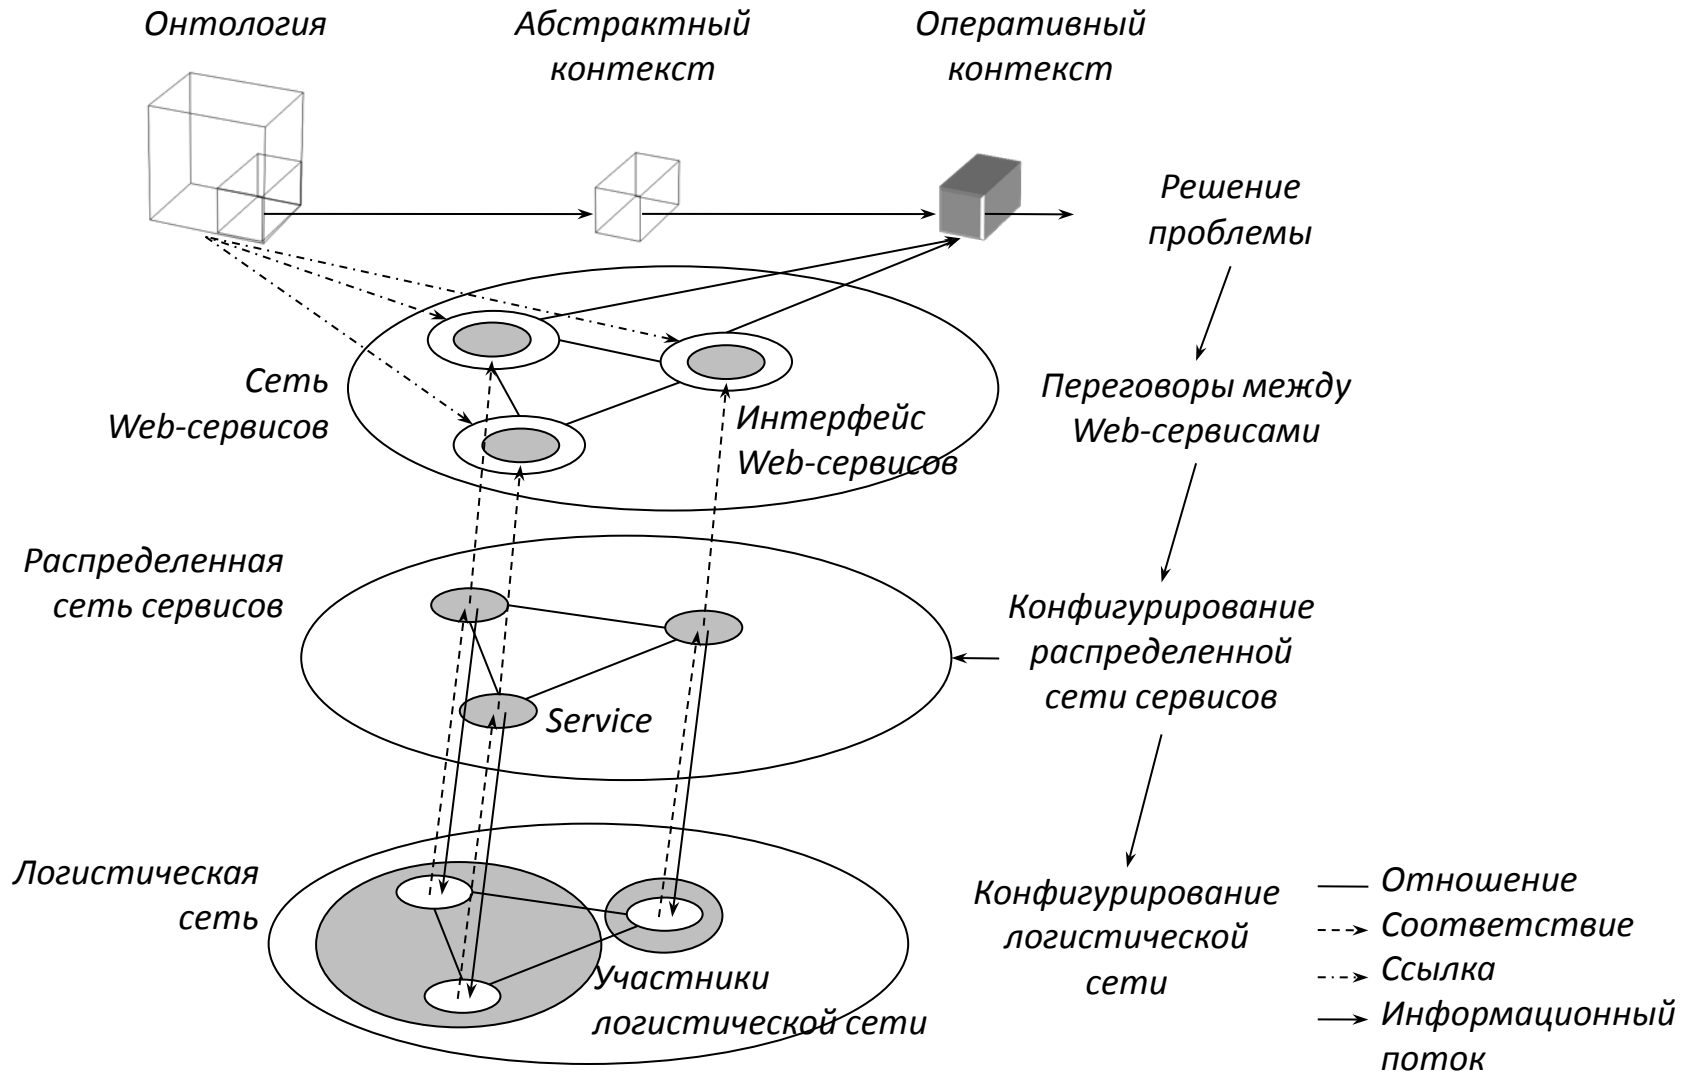 Онтология
Абстрактный
контекст
Оперативный
контекст
Решение
проблемы
Сеть
Web-сервисов
Интерфейс
Web-сервисов
Переговоры между
Web-сервисами
Распределенная
сеть сервисов
Service
Конфигурирование
распределенной
сети сервисов
Логистическая
сеть
Участники
логистической сети
Конфигурирование
логистической
сети
Отношение
Соответствие
Ссылка
Информационный
поток